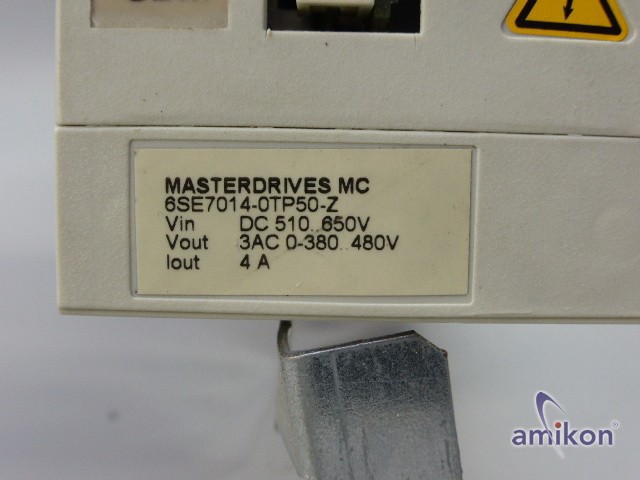 MASTERDRIVES MC
6SE7014-0TP50-Z
Vin DC 510..650V
Vout 3AC 0-380..480V
Iout 4 A
amikon